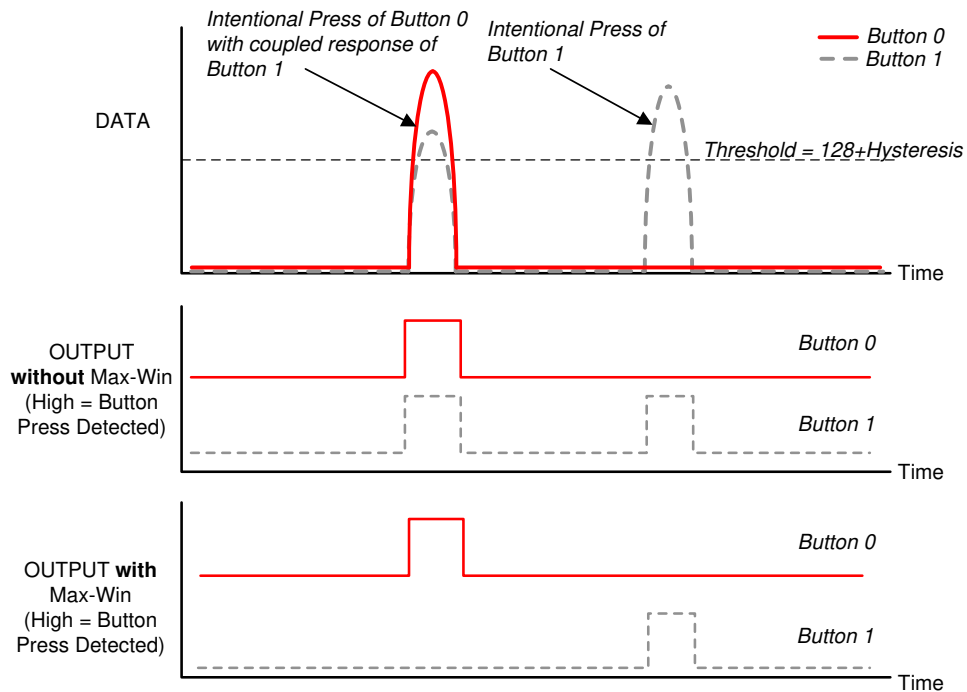 Intentional Press of Button 0
with coupled response of
Button 1
Intentional Press of
Button 1
Button 0
Button 1
DATA
Threshold = 128+Hysteresis
Time
OUTPUT
without Max-Win
(High = Button
Press Detected)
Button 0
Button 1
Time
OUTPUT with
Max-Win
(High = Button
Press Detected)
Button 0
Button 1
Time